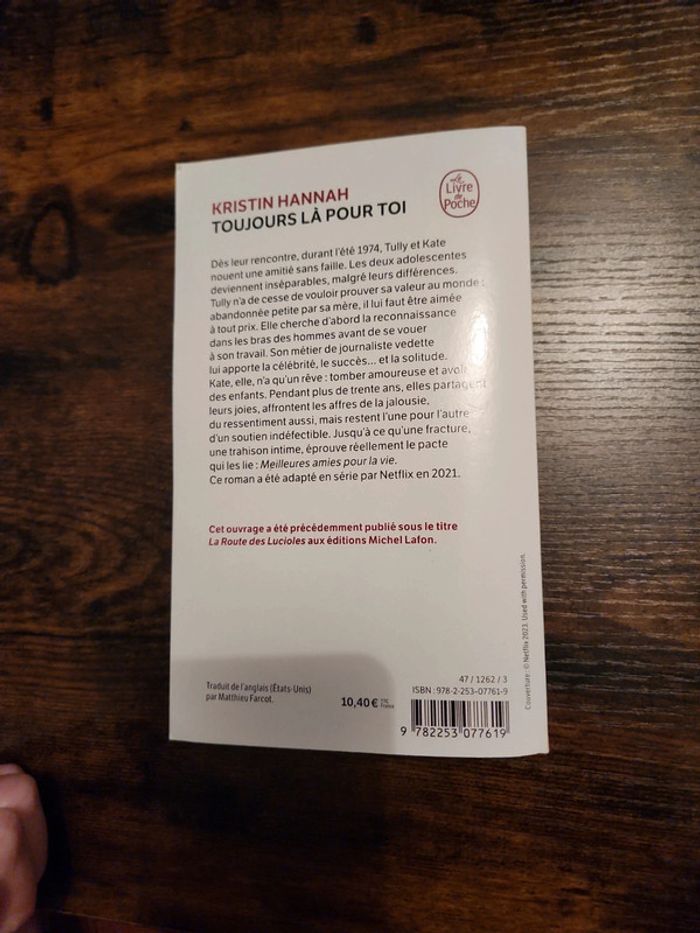 KRISTIN HANNAH
TOUJOURS LÀ POUR TOI
Le
Livre
de
Poche
Dès leur rencontre, durant l'été 1974, Tully et Kate
nouent une amitié sans faille. Les deux adolescentes
deviennent inséparables, malgré leurs différences.
Tully n'a de cesse de vouloir prouver sa valeur au monde :
abandonnée petite par sa mère, il lui faut être aimée
à tout prix. Elle cherche d'abord la reconnaissance
dans les bras des hommes avant de se vouer
à son travail. Son métier de journaliste vedette
lui apporte la célébrité, le succès... et la solitude.
Kate, elle, n'a qu'un rêve : tomber amoureuse et avoir
des enfants. Pendant plus de trente ans, elles partagent
leurs joies, affrontent les affres de la jalousie,
du ressentiment aussi, mais restent l'une pour l'autre
d'un soutien indéfectible. Jusqu'à ce qu'une fracture,
une trahison intime, éprouve réellement le pacte
qui les lie : Meilleures amies pour la vie.
Ce roman a été adapté en série par Netflix en 2021.
Cet ouvrage a été précédemment publié sous le titre
La Route des Lucioles aux éditions Michel Lafon.
Traduit de l'anglais (États-Unis)
par Matthieu Farcot.
10,40 € TTC
France
47 / 1262 / 3
ISBN : 978-2-253-07761-9
9 782253 077619
Couverture : © Netflix 2023. Used with permission.